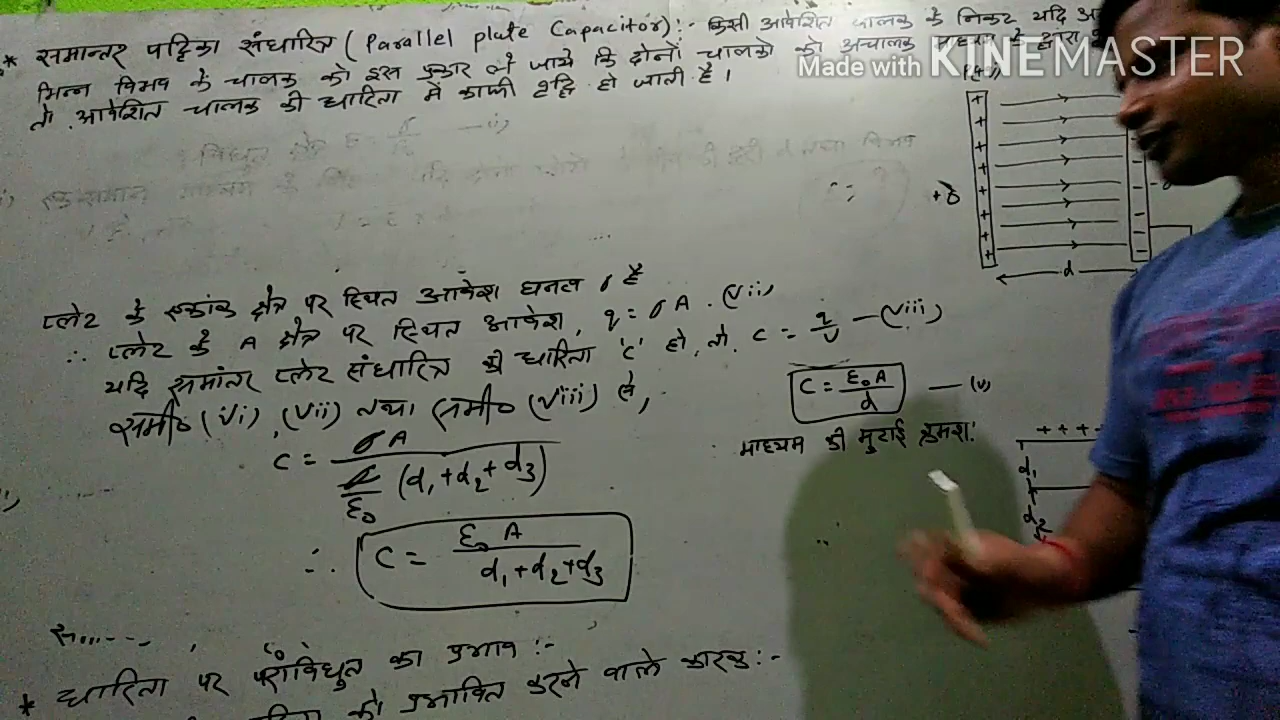 * समान्तर पट्टिका संधारित्र (Parallel plate Capacitor):- किसी आवेशित चालक के निकट यदि अ
भिन्न विभव के चालक को इस प्रकार जाये कि दोनों चालको को अचालक माध्यम के द्वारा
तो आवेशित चालक की धारिता में काफी वृद्धि हो जाती है।
Made with KINEMASTER
+ + + + + + + +
- - - - - -
+σ
d
प्लेट के एकांक क्षेत्र पर स्थित आवेश घनत्व σ है
∴ प्लेट के A क्षेत्र पर स्थित आवेश, q = σA . (vii)
यदि समांतर प्लेट संधारित्र की धारिता 'C' हो, तो, C = q/V —(viii)
समी० (vi), (vii) तथा (समी० (viii) से,
C = σA / σ/ε₀ (d₁+d₂+d₃)
∴ C = ε₀A / d₁+d₂+d₃
C = ε₀A / d — (v)
माध्यम की मुटाई क्रमश:
+ + + +
d₁
d₂
* धारिता पर पराविधुत का प्रभाव :-
को प्रभावित करने वाले कारक:-